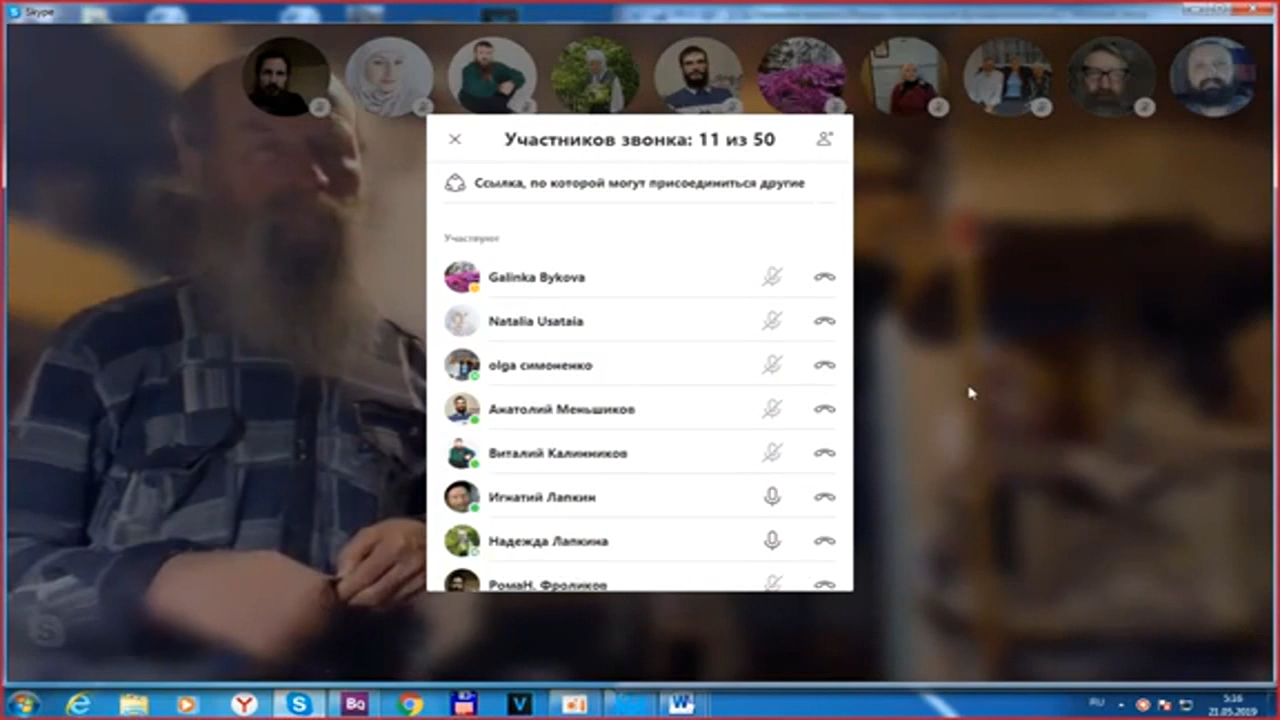 Skype
Участников звонка: 11 из 50
Ссылка, по которой могут присоединиться другие
Участвуют
Galinka Bykova
Natalia Usataia
olga симоненко
Анатолий Меньшиков
Виталий Калинников
Игнатий Лапкин
Надежда Лапкина
РомаН. Фроликов
RU
5:16
21.05.2019